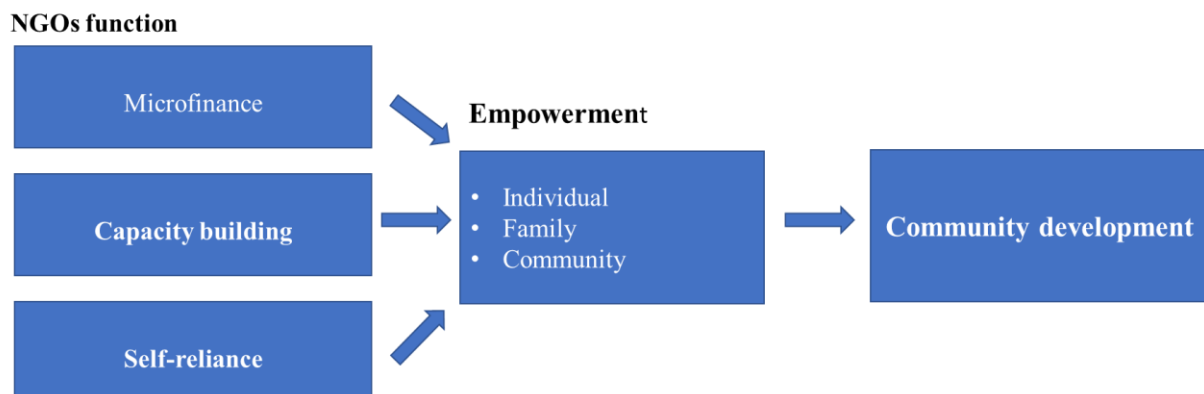 NGOs function
Microfinance
Capacity building
Self-reliance
Empowerment
• Individual
• Family
• Community
Community development